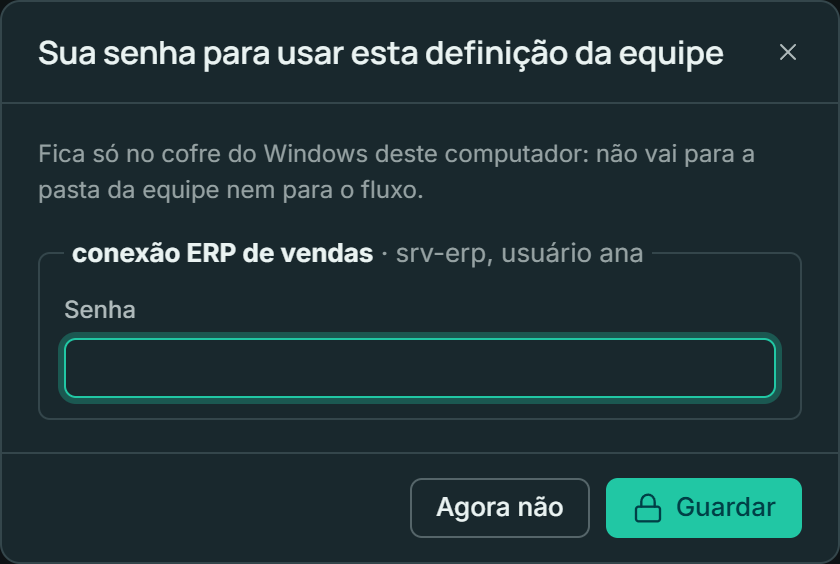 Sua senha para usar esta definição da equipe
Fica só no cofre do Windows deste computador: não vai para a
pasta da equipe nem para o fluxo.
conexão ERP de vendas · srv-erp, usuário ana
Senha
Agora não
Guardar